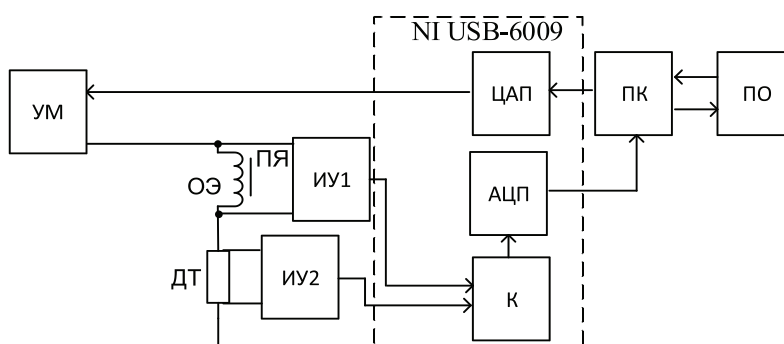 NI USB-6009
УМ
ЦАП
ПК
ПО
ПЯ
ОЭ
ИУ1
АЦП
ДТ
ИУ2
К